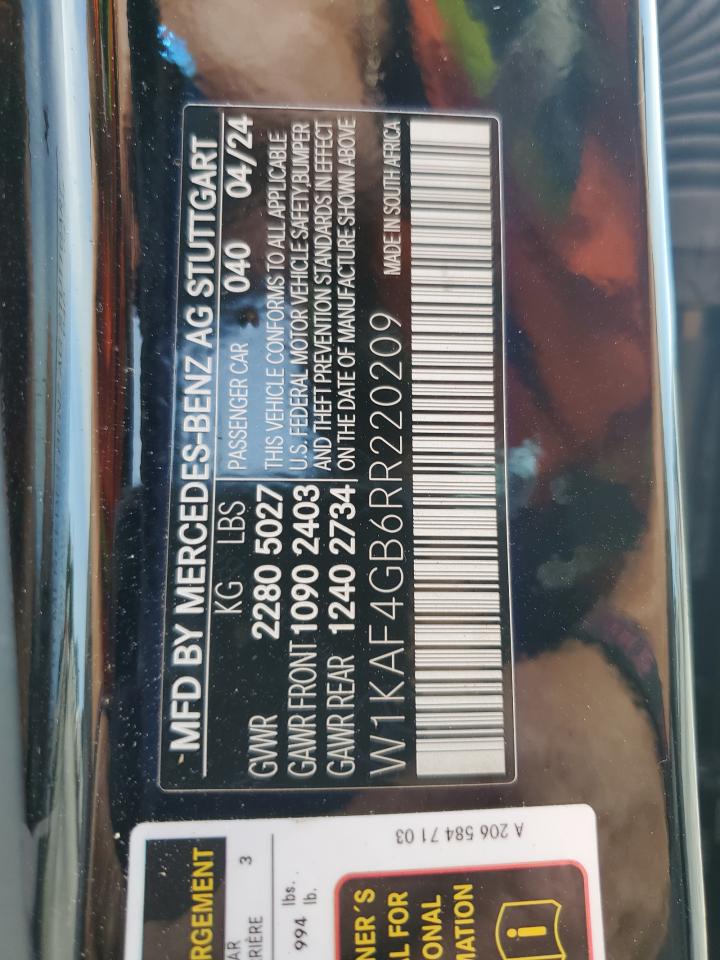 MFD BY MERCEDES-BENZ AG STUTTGART
KG LBS
GVWR 2280 5027
GAWR FRONT 1090 2403
GAWR REAR 1240 2734
PASSENGER CAR 040 04/24
THIS VEHICLE CONFORMS TO ALL APPLICABLE
U.S. FEDERAL MOTOR VEHICLE SAFETY,BUMPER
AND THEFT PREVENTION STANDARDS IN EFFECT
ON THE DATE OF MANUFACTURE SHOWN ABOVE
W1KAF4GB6RR220209 MADE IN SOUTH AFRICA
RGEMENT
AR
RIÈRE 3
994 lbs.
lb.
NER´S
L FOR
ONAL
MATION
i
A 206 584 71 03